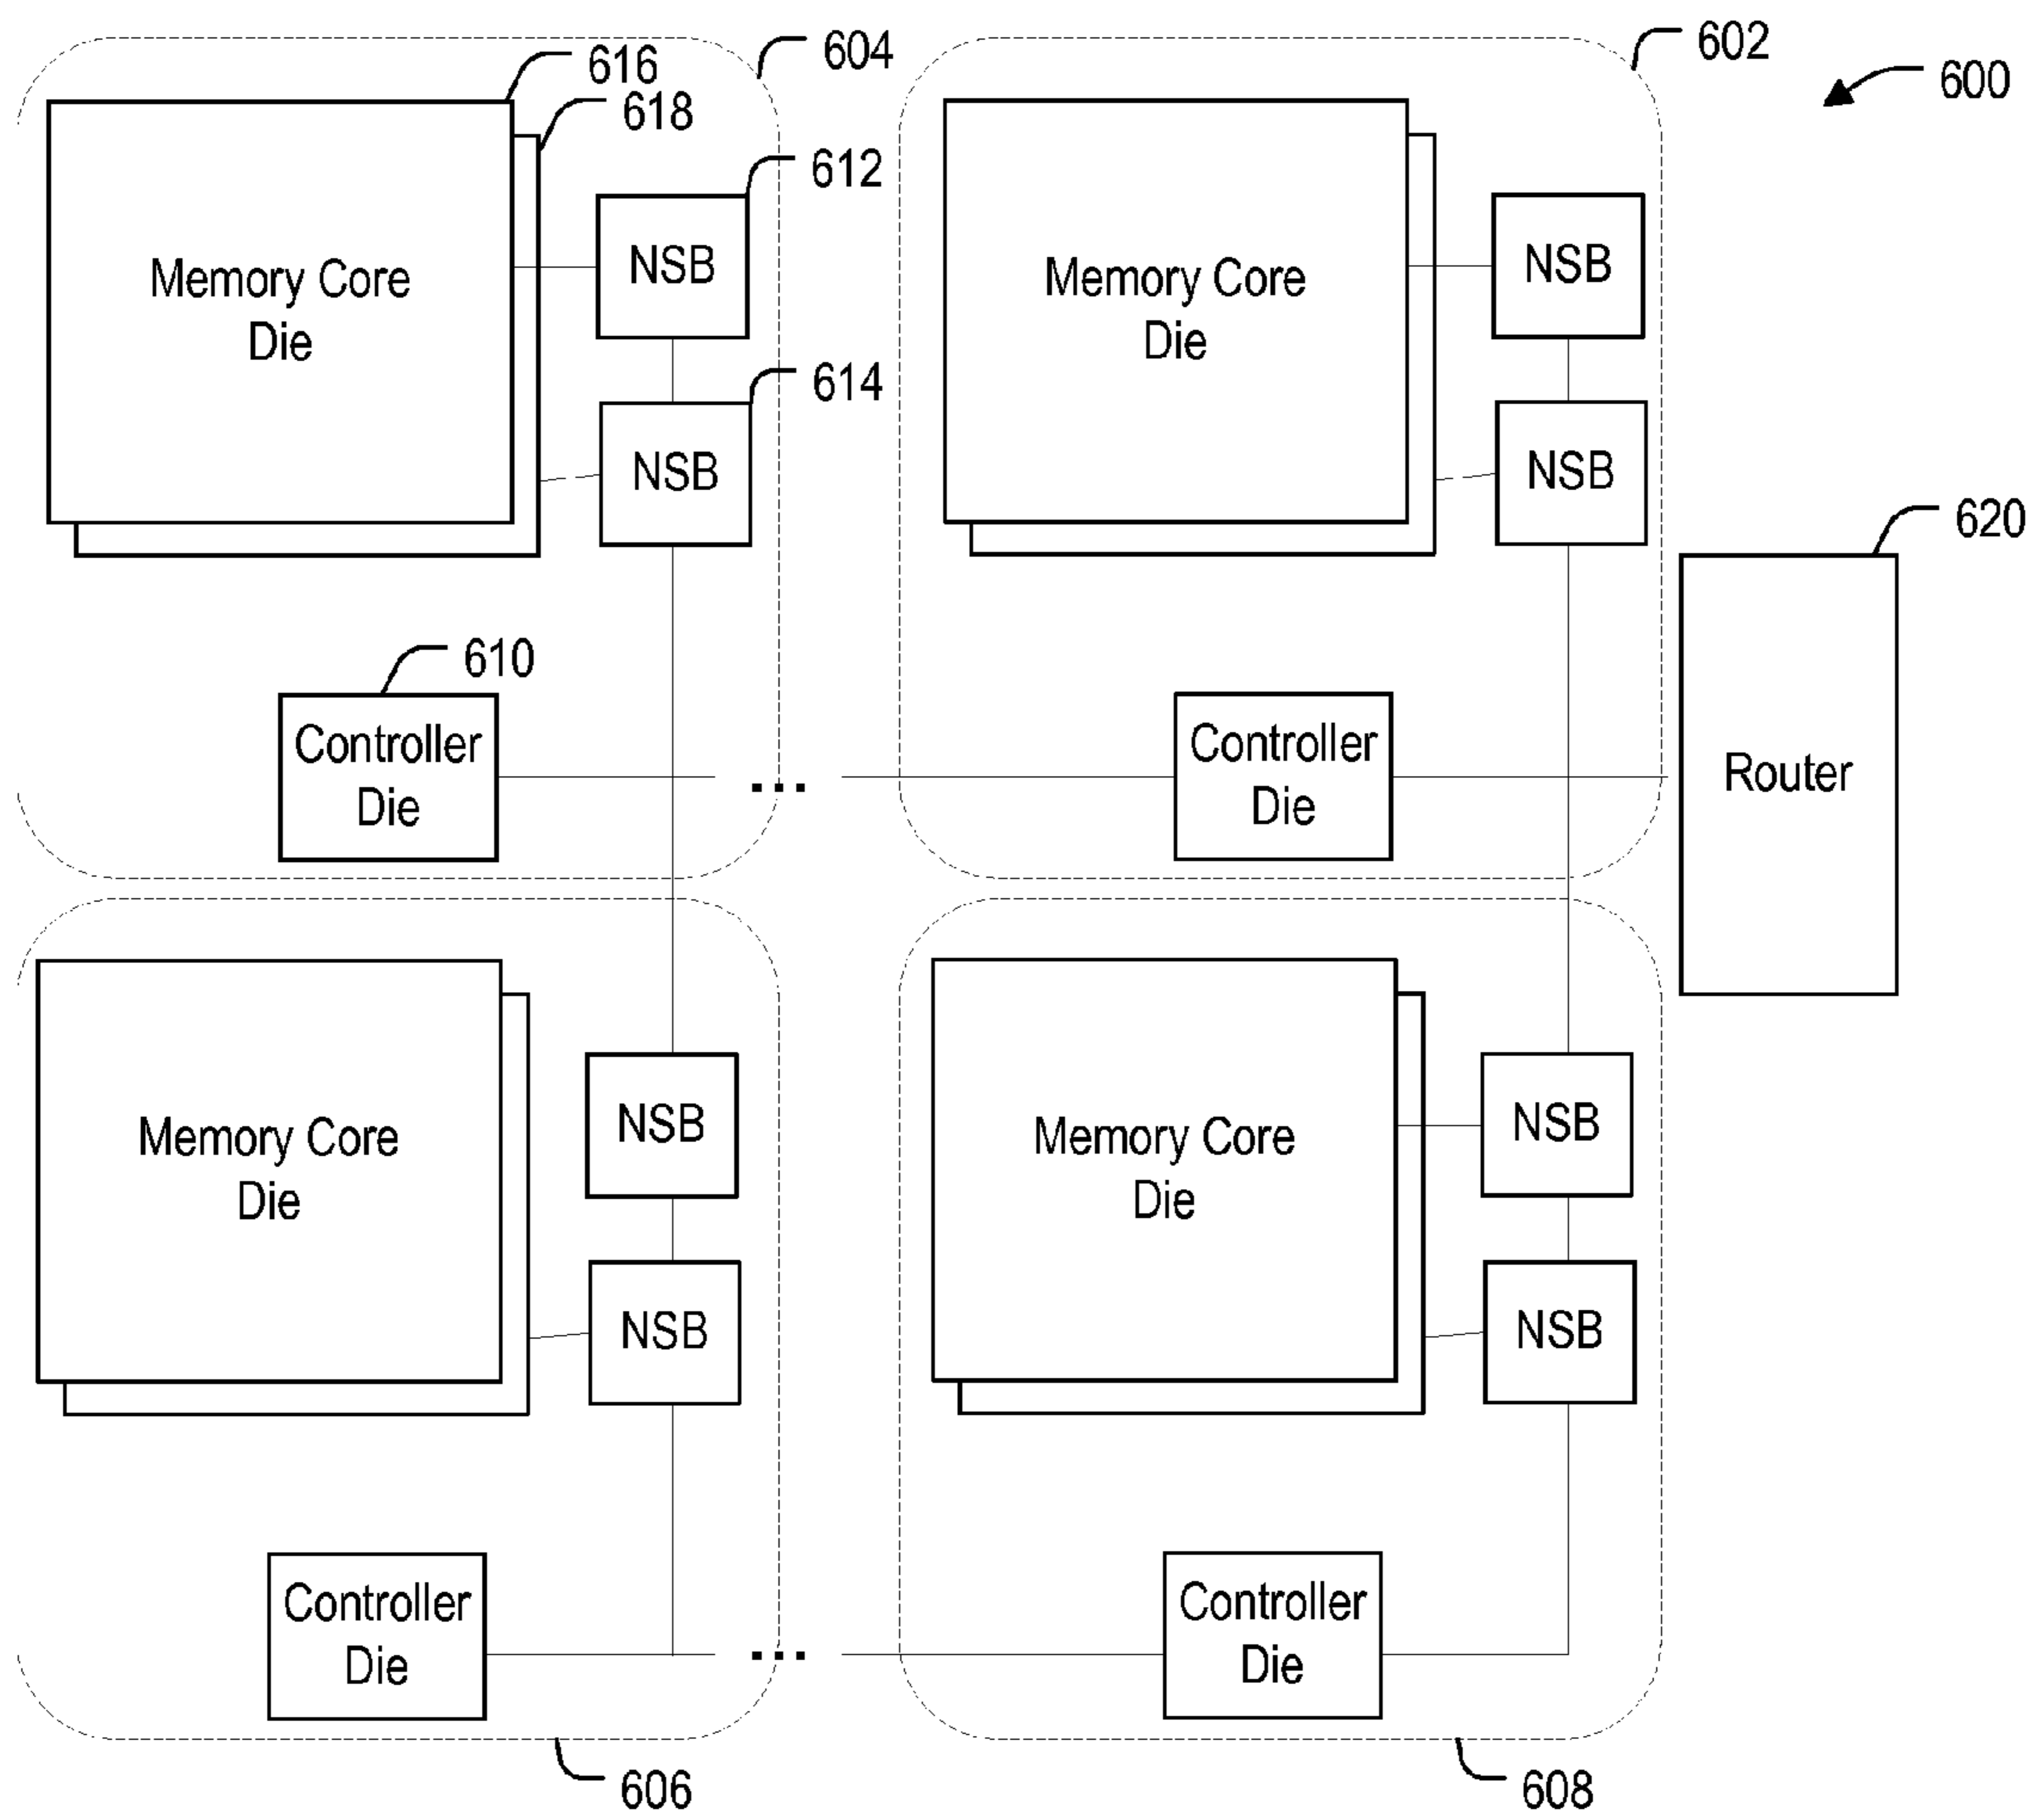 604
602
600
616
618
612
NSB
NSB
Memory Core
Die
Memory Core
Die
614
NSB
NSB
620
610
Controller
Die
...
Controller
Die
Router
Memory Core
Die
NSB
Memory Core
Die
NSB
NSB
NSB
Controller
Die
...
Controller
Die
606
608